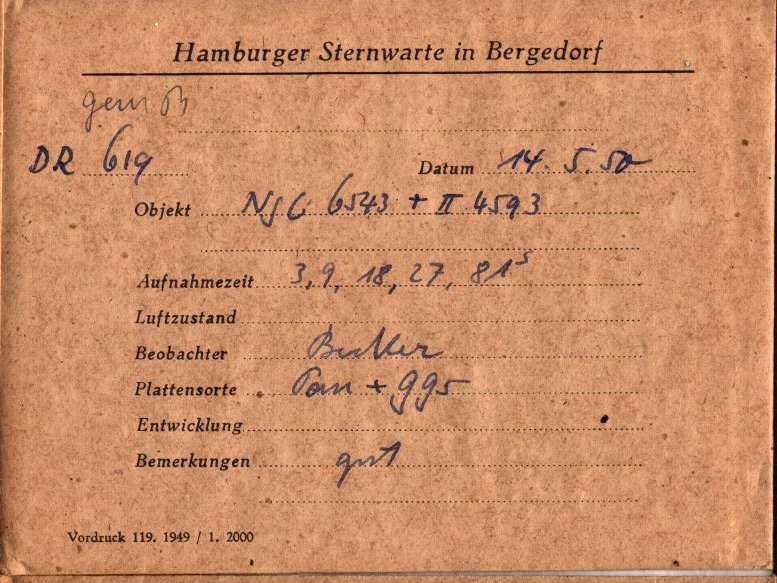 Hamburger Sternwarte in Bergedorf
gem
DR 619 Datum 14. 5. 50
Objekt NGC 6543 + II 4593
Aufnahmezeit 3, 9, 18, 27, 81ˢ
Luftzustand
Beobachter
Plattensorte Pan + 995
Entwicklung
Bemerkungen gut
Vordruck 119. 1949 / 1. 2000